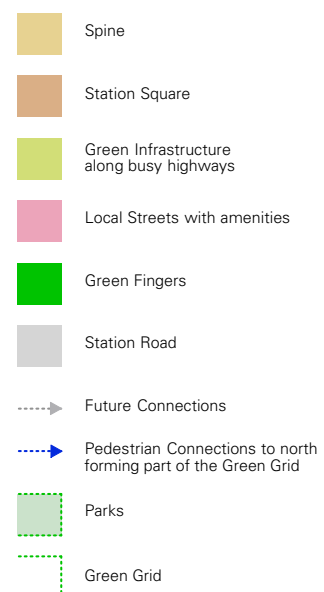 Spine
Station Square
Green Infrastructure
along busy highways
Local Streets with amenities
Green Fingers
Station Road
Future Connections
Pedestrian Connections to north
forming part of the Green Grid
Parks
Green Grid